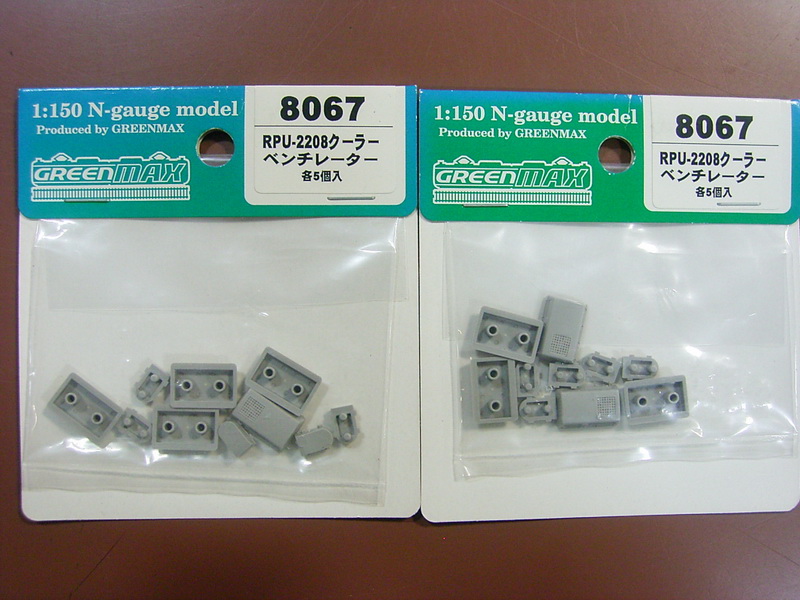 1:150 N-gauge model
Produced by GREENMAX
GREENMAX
8067
RPU-2208クーラー
ベンチレーター
各5個入
1:150 N-gauge model
Produced by GREENMAX
GREENMAX
8067
RPU-2208クーラー
ベンチレーター
各5個入